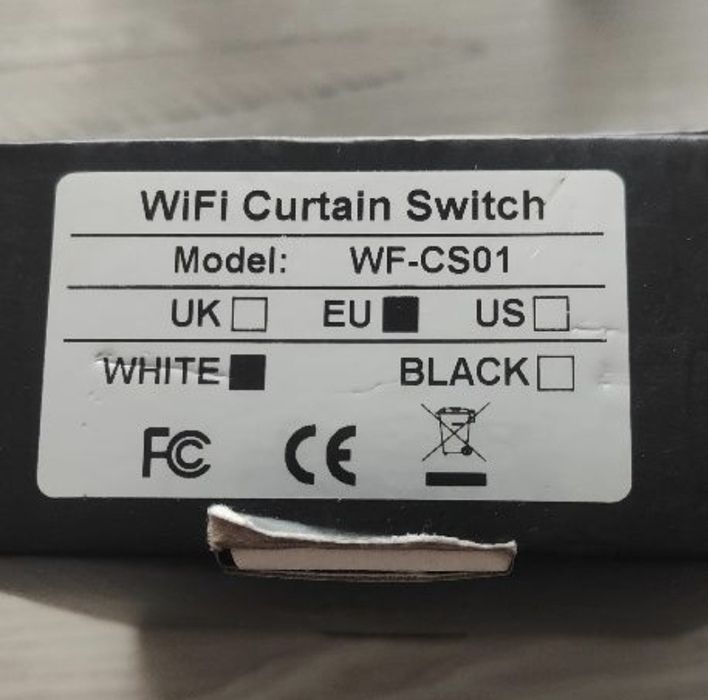 WiFi Curtain Switch
Model: WF-CS01
UK EU US
WHITE BLACK
FC CE